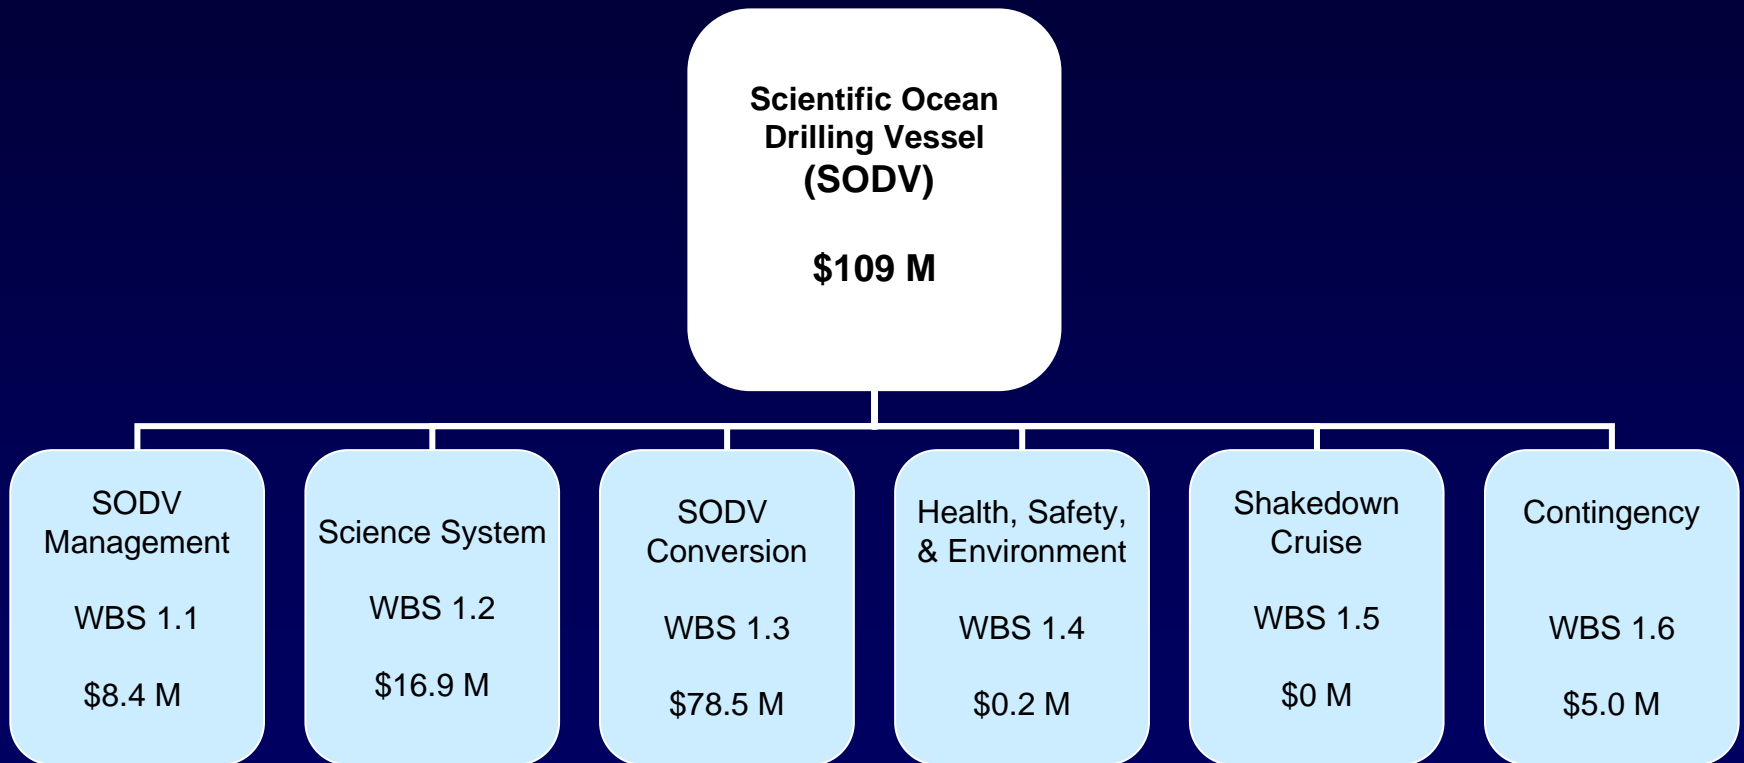 Scientific Ocean
Drilling Vessel
(SODV)
$109 M
SODV
Management
WBS 1.1
$8.4 M
Science System
WBS 1.2
$16.9 M
SODV
Conversion
WBS 1.3
$78.5 M
Health, Safety,
& Environment
WBS 1.4
$0.2 M
Shakedown
Cruise
WBS 1.5
$0 M
Contingency
WBS 1.6
$5.0 M